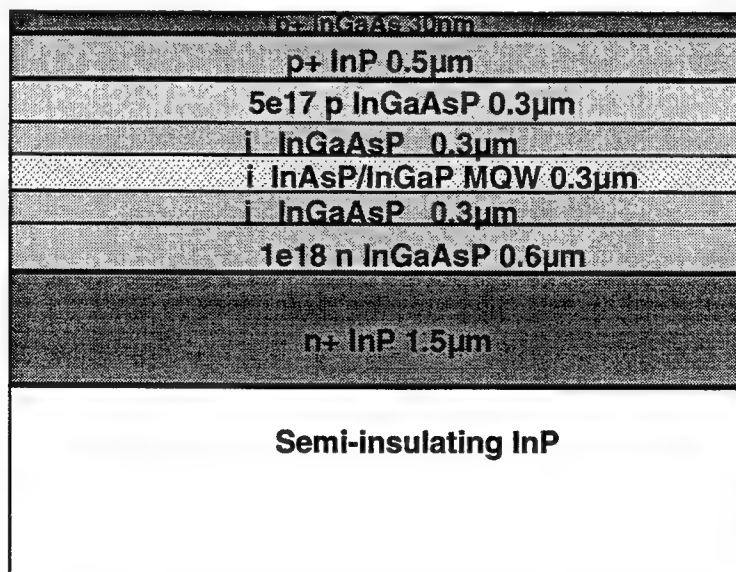 p+ InGaAs 30nm
p+ InP 0.5µm
5e17 p InGaAsP 0.3µm
i InGaAsP 0.3µm
i InAsP/InGaP MQW 0.3µm
i InGaAsP 0.3µm
1e18 n InGaAsP 0.6µm
n+ InP 1.5µm
Semi-insulating InP